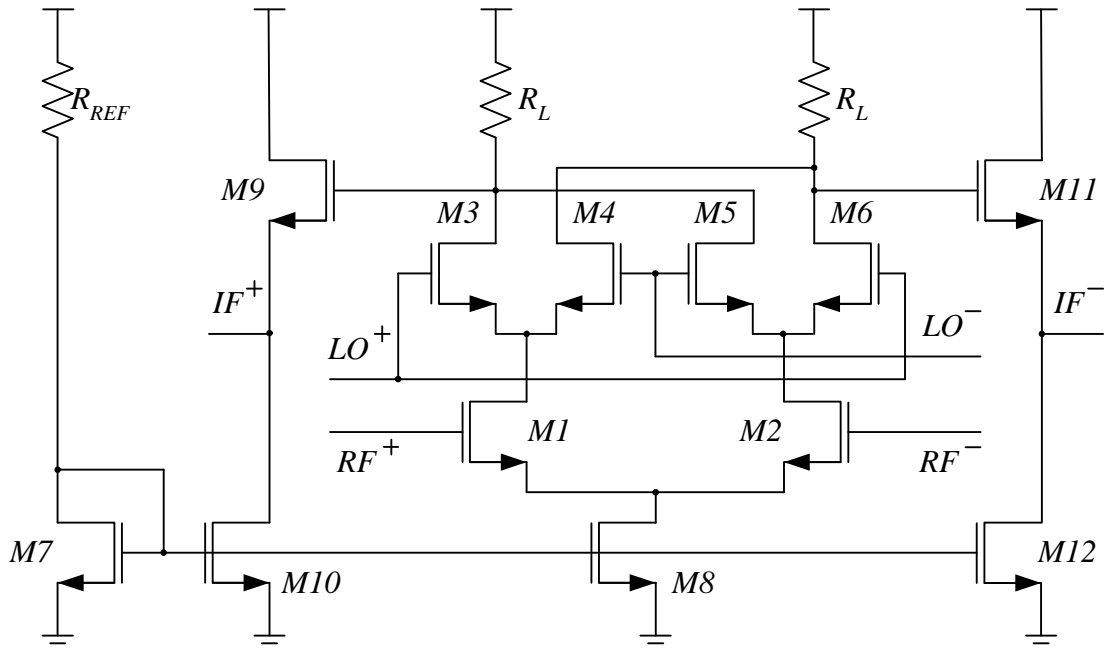 R_REF
R_L
R_L
M9
M3
M4
M5
M6
M11
IF^+
LO^+
LO^−
IF^−
RF^+
M1
M2
RF^−
M7
M10
M8
M12